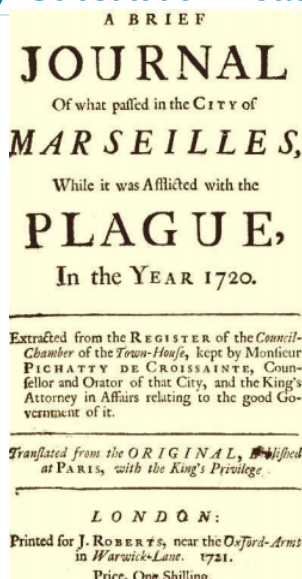 A BRIEF
JOURNAL
Of what paſſed in the CITY of
MARSEILLES,
While it was Afflicted with the
PLAGUE,
In the YEAR 1720.
Extracted from the REGISTER of the Council-
Chamber of the Town-Houſe, kept by Monſieur
PICHATTY DE CROISSAINTE, Coun-
ſellor and Orator of that City, and the King's
Attorney in Affairs relating to the good Go-
vernment of it.
Tranſlated from the ORIGINAL, Publiſhed
at PARIS, with the King's Privilege.
LONDON:
Printed for J. ROBERTS, near the Oxford-Arms
in Warwick-Lane. 1721.
Price, One Shilling.